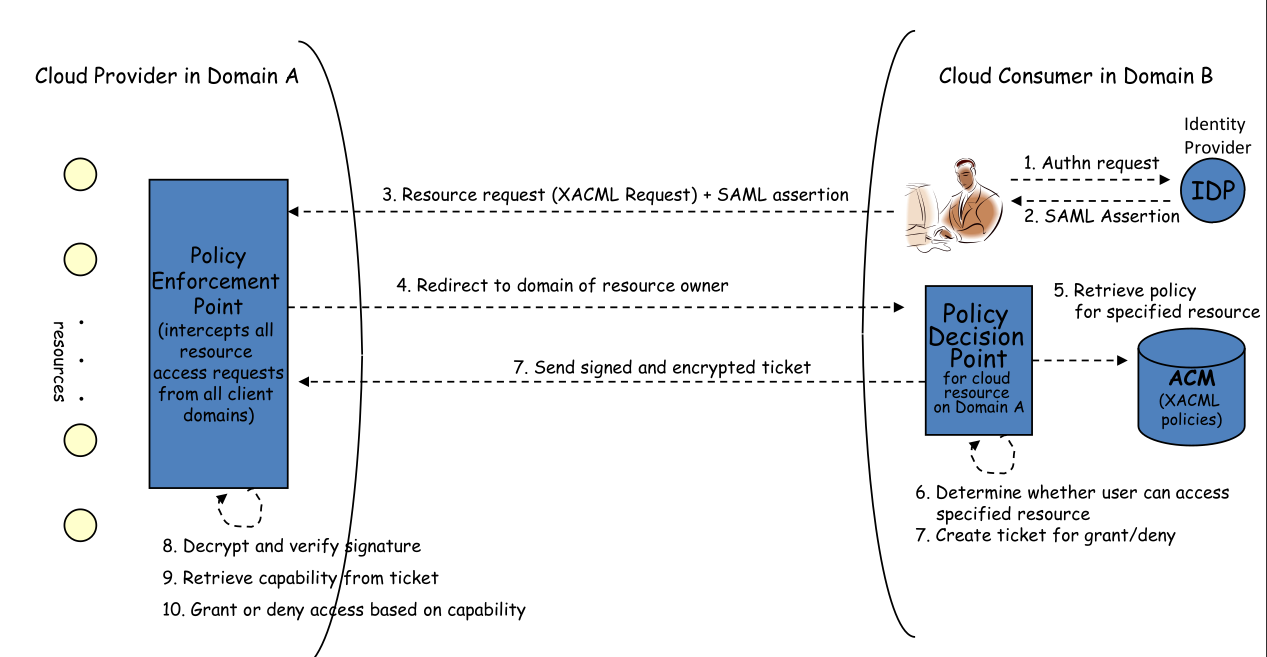 Cloud Provider in Domain A
Cloud Consumer in Domain B
Identity
Provider
IDP
1. Authn request
2. SAML Assertion
3. Resource request (XACML Request) + SAML assertion
4. Redirect to domain of resource owner
7. Send signed and encrypted ticket
resources
Policy
Enforcement
Point
(intercepts all
resource
access requests
from all client
domains)
8. Decrypt and verify signature
9. Retrieve capability from ticket
10. Grant or deny access based on capability
Policy
Decision
Point
for cloud
resource
on Domain A
5. Retrieve policy
for specified resource
ACM
(XACML
policies)
6. Determine whether user can access
specified resource
7. Create ticket for grant/deny